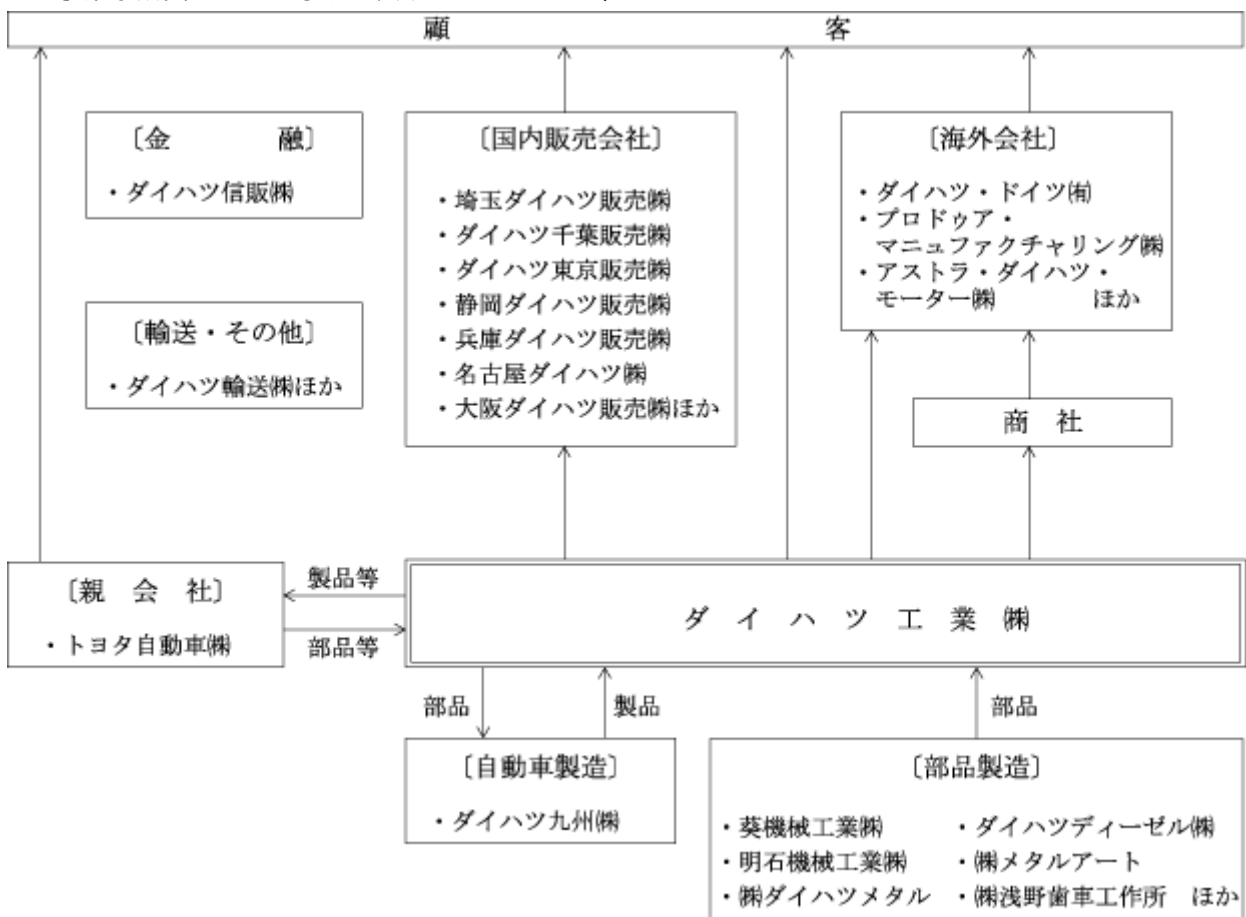 顧客
〔金融〕
・ダイハツ信販㈱
〔輸送・その他〕
・ダイハツ輸送㈱ほか
〔国内販売会社〕
・埼玉ダイハツ販売㈱
・ダイハツ千葉販売㈱
・ダイハツ東京販売㈱
・静岡ダイハツ販売㈱
・兵庫ダイハツ販売㈱
・名古屋ダイハツ㈱
・大阪ダイハツ販売㈱ほか
〔海外会社〕
・ダイハツ・ドイツ㈲
・プロドゥア・
マニュファクチャリング㈱
・アストラ・ダイハツ・
モーター㈱ ほか
商社
〔親会社〕
・トヨタ自動車㈱
製品等
部品等
ダイハツ工業㈱
部品
製品
部品
〔自動車製造〕
・ダイハツ九州㈱
〔部品製造〕
・葵機械工業㈱ ・ダイハツディーゼル㈱
・明石機械工業㈱ ・㈱メタルアート
・㈱ダイハツメタル ・㈱浅野歯車工作所 ほか